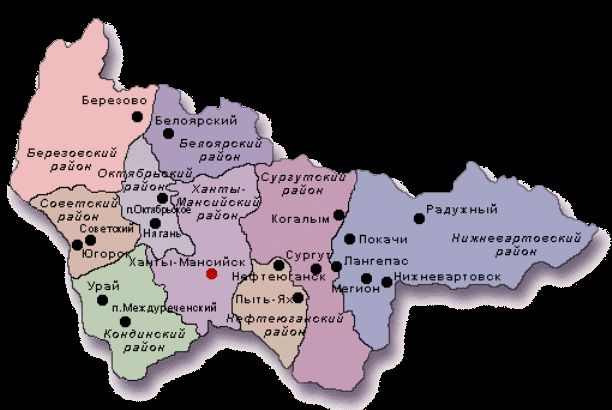 Березово
Белоярский
Белоярский
район
Березовский
район
Октябрьский
район
Ханты-
Мансийский
район
Сургутский
район
Советский
район
п.Октябрьское
Когалым
Радужный
Советский
Нягань
Покачи
Нижневартовский
район
Югорск
Ханты-Мансийск
Сургут
Лангепас
Нефтеюганск
Мегион
Нижневартовск
Урай
Пыть-Ях
п.Междуреченский
Нефтеюганский
район
Кондинский
район